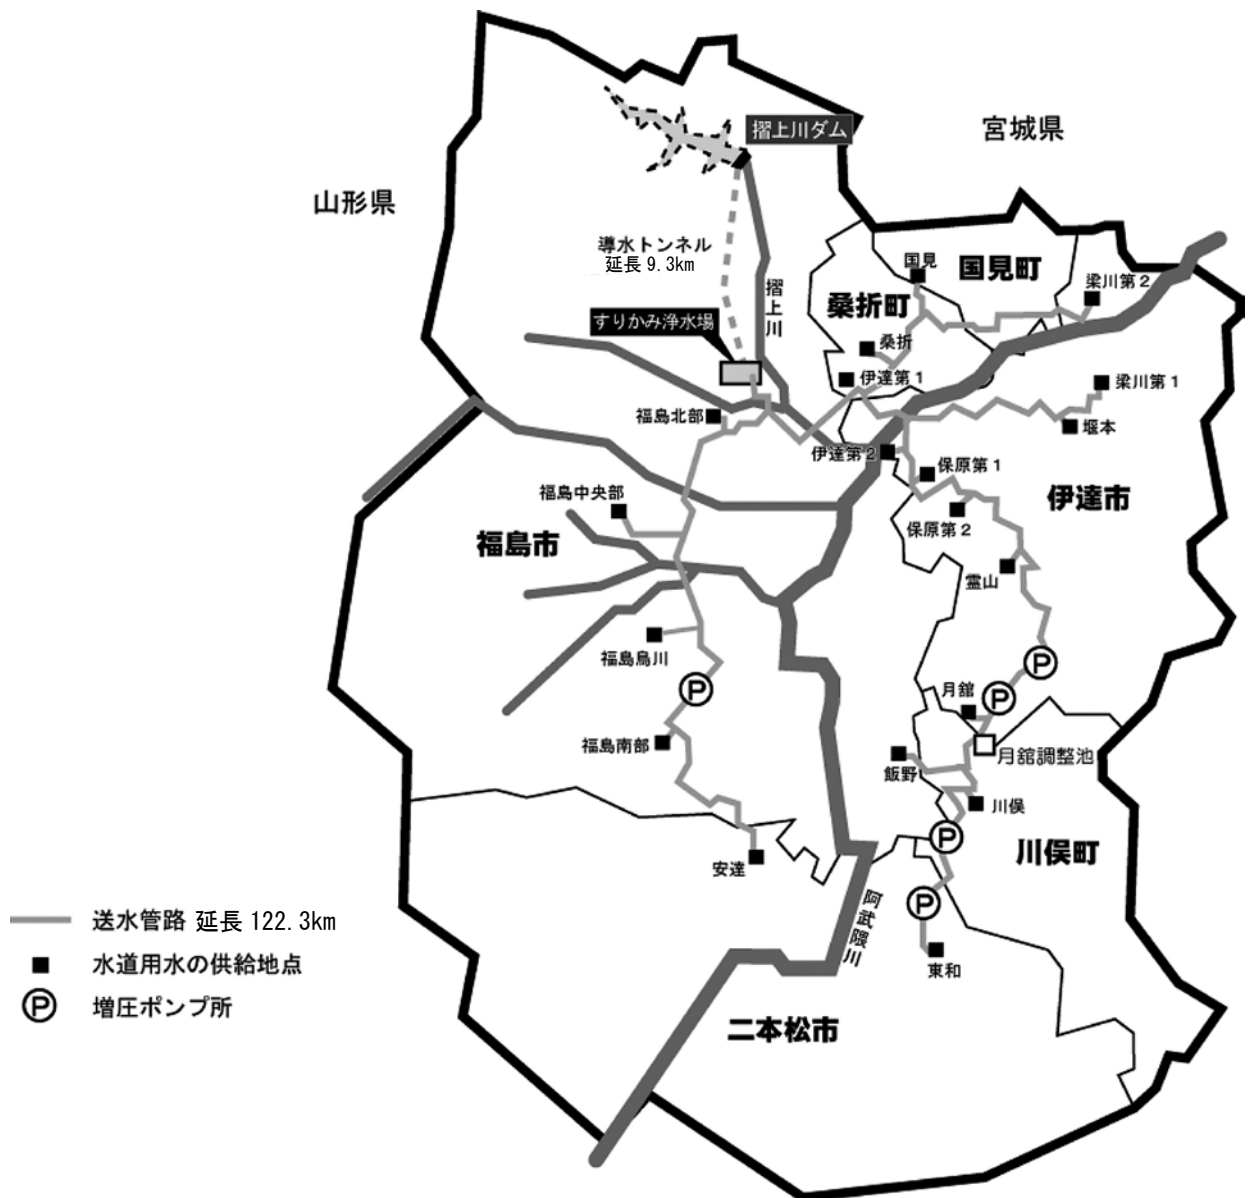 宮城県
摺上川ダム
山形県
導水トンネル
延長 9.3km
国見
国見町
梁川第2
桑折町
摺上川
すりかみ浄水場
桑折
伊達第1
梁川第1
福島北部
堰本
伊達第2
保原第1
福島中央部
伊達市
保原第2
福島市
霊山
福島鳥川
P
P
P
月舘
福島南部
月舘調整池
飯野
川俣
P
川俣町
安達
P
阿武隈川
送水管路 延長 122.3km
水道用水の供給地点
東和
P 増圧ポンプ所
二本松市